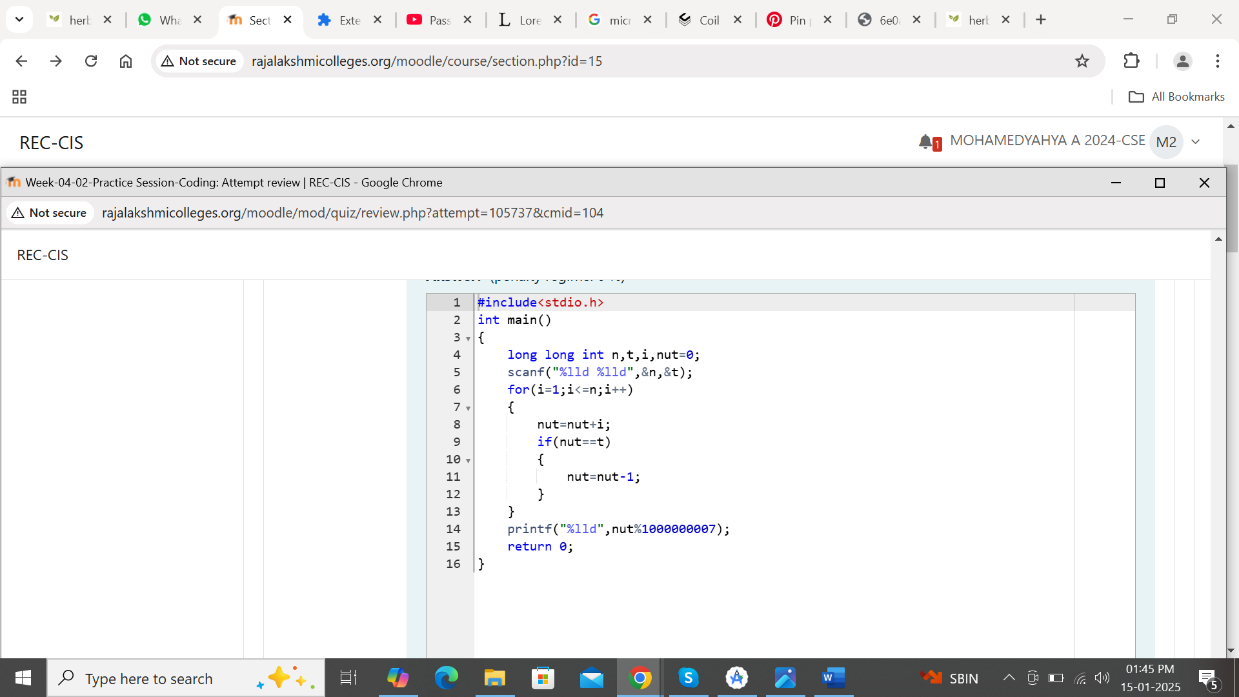 herl
Wha
Sect
Exte
Pass
Lore
micr
Coil
Pin
6e0
herl
Not secure
rajalakshmicolleges.org/moodle/course/section.php?id=15
All Bookmarks
REC-CIS
1
MOHAMEDYAHYA A 2024-CSE
M2
Week-04-02-Practice Session-Coding: Attempt review | REC-CIS - Google Chrome
Not secure
rajalakshmicolleges.org/moodle/mod/quiz/review.php?attempt=105737&cmid=104
REC-CIS
1 #include<stdio.h>
2 int main()
3 {
4 long long int n,t,i,nut=0;
5 scanf("%lld %lld",&n,&t);
6 for(i=1;i<=n;i++)
7 {
8 nut=nut+i;
9 if(nut==t)
10 {
11 nut=nut-1;
12 }
13 }
14 printf("%lld",nut%1000000007);
15 return 0;
16 }
Type here to search
SBIN
01:45 PM
15-01-2025
5